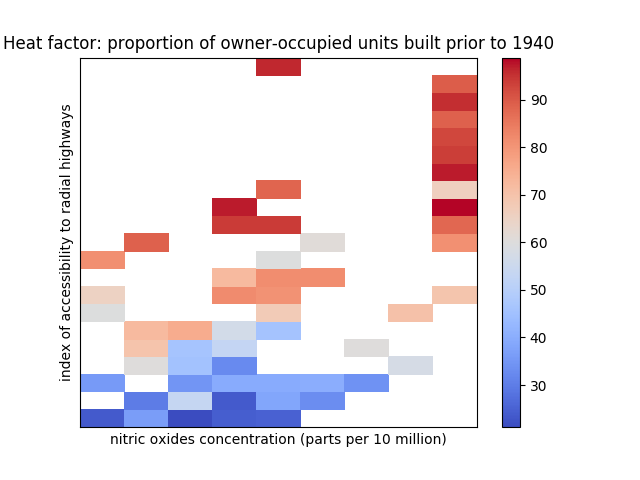 Heat factor: proportion of owner-occupied units built prior to 1940
index of accessibility to radial highways
nitric oxides concentration (parts per 10 million)
90
80
70
60
50
40
30